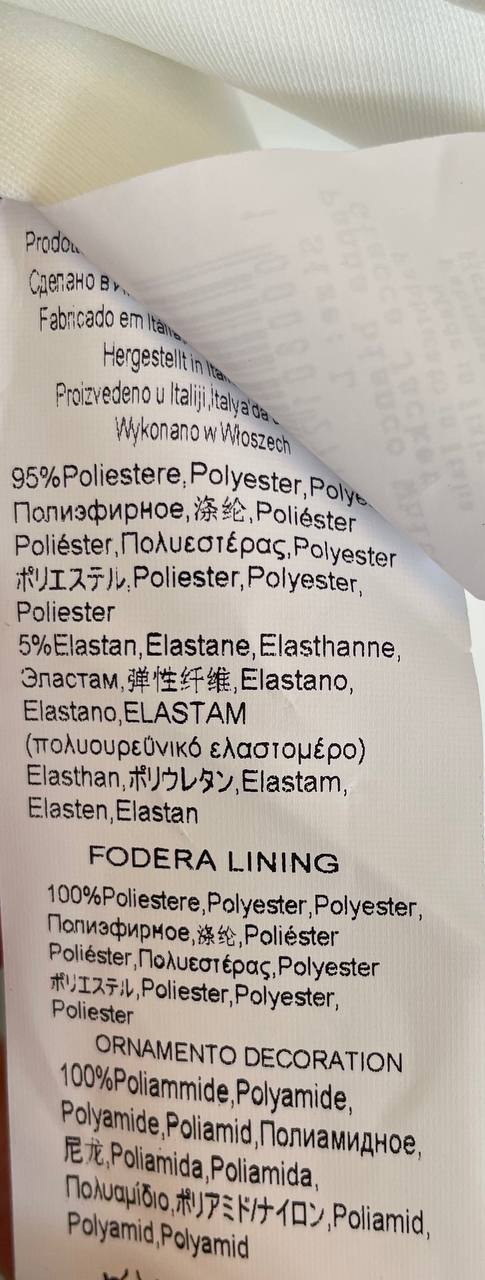 Сделано в
Fabricado em
Hergestellt in
Proizvedeno u Italiji,İtalya'da
Wykonano w Włoszech
95%Poliestere,Polyester,
Полиэфирное,涤纶,Poliéster
Poliéster,Πολυεστέρας,Polyester
ポリエステル,Poliester,Polyester,
Poliester
5%Elastan,Elastane,Elasthanne,
Эластам,弹性纤维,Elastano,
Elastano,ELASTAM
(πολυουρεϋνικό ελαστομέρο)
Elasthan,ポリウレタン,Elastam,
Elasten,Elastan
FODERA LINING
100%Poliestere,Polyester,Polyester,
Полиэфирное,涤纶,Poliéster
Poliéster,Πολυεστέρας,Polyester
ポリエステル,Poliester,Polyester,
Poliester
ORNAMENTO DECORATION
100%Poliammide,Polyamide,
Polyamide,Poliamid,Полиамидное,
尼龙,Poliamida,Poliamida,
Πολυαμίδιο,ポリアミド/ナイロン,Poliamid,
Polyamid,Polyamid